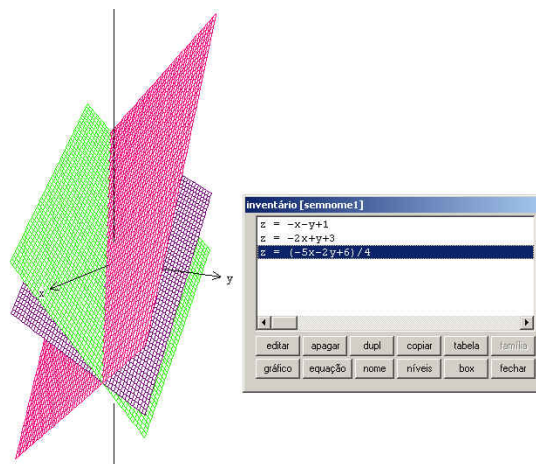 x
y
inventário [semnome1]
z = -x-y+1
z = -2x+y+3
z = (-5x-2y+6)/4
editar apagar dupl copiar tabela família
gráfico equação nome níveis box fechar